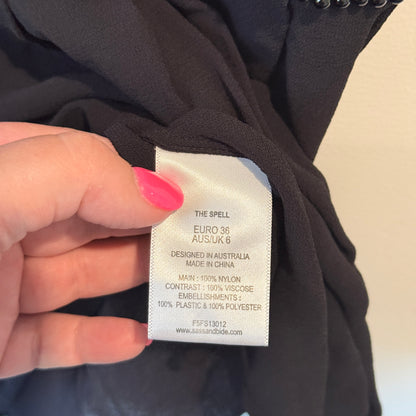 THE SPELL
EURO 36
AUS/UK 6
DESIGNED IN AUSTRALIA
MADE IN CHINA
MAIN : 100% NYLON
CONTRAST : 100% VISCOSE
EMBELLISHMENTS :
100% PLASTIC & 100% POLYESTER
F5FS13012
www.sassandbide.com